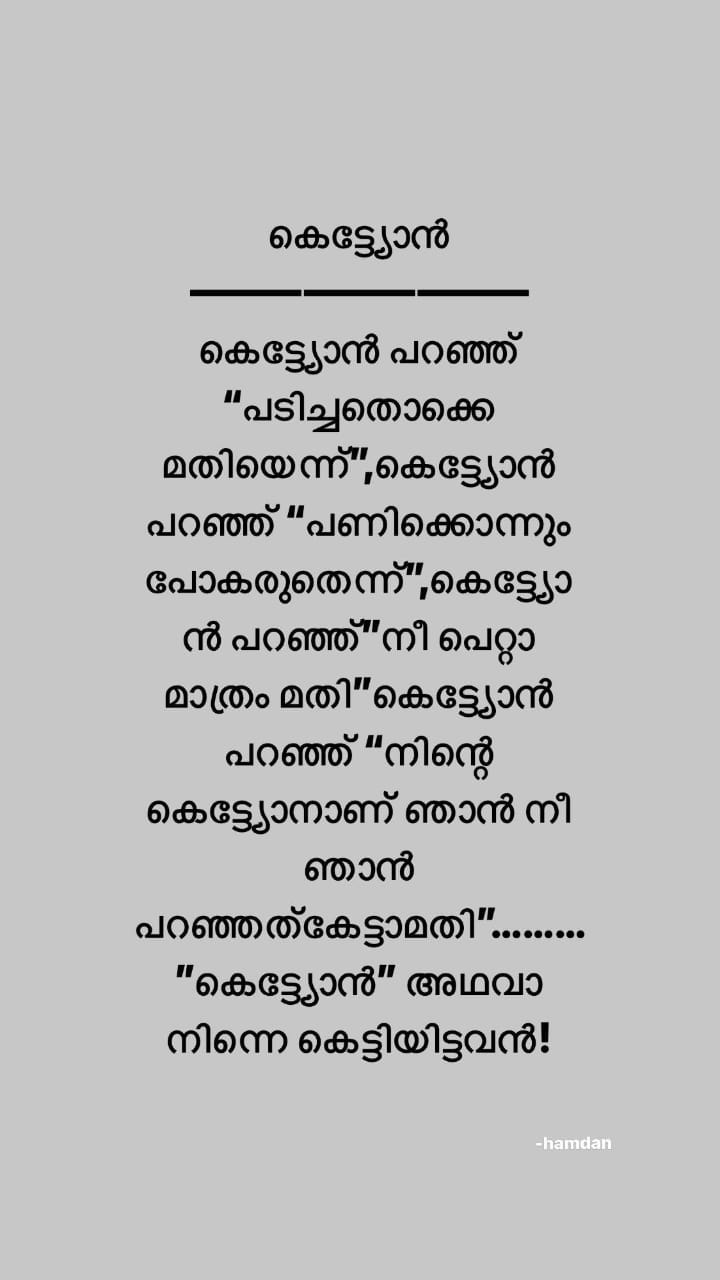 കെട്ട്യോൻ
———————————
കെട്ട്യോൻ പറഞ്ഞ്
“പടിച്ചതൊക്കെ
മതിയെന്ന്”,കെട്ട്യോൻ
പറഞ്ഞ് “പണിക്കൊന്നും
പോകരുതെന്ന്”,കെട്ട്യോ
ൻ പറഞ്ഞ്”നീ പെറ്റാ
മാത്രം മതി”കെട്ട്യോൻ
പറഞ്ഞ് “നിന്റെ
കെട്ട്യോനാണ് ഞാൻ നീ
ഞാൻ
പറഞ്ഞത്കേട്ടാമതി”.........
”കെട്ട്യോൻ” അഥവാ
നിന്നെ കെട്ടിയിട്ടവൻ!
-hamdan